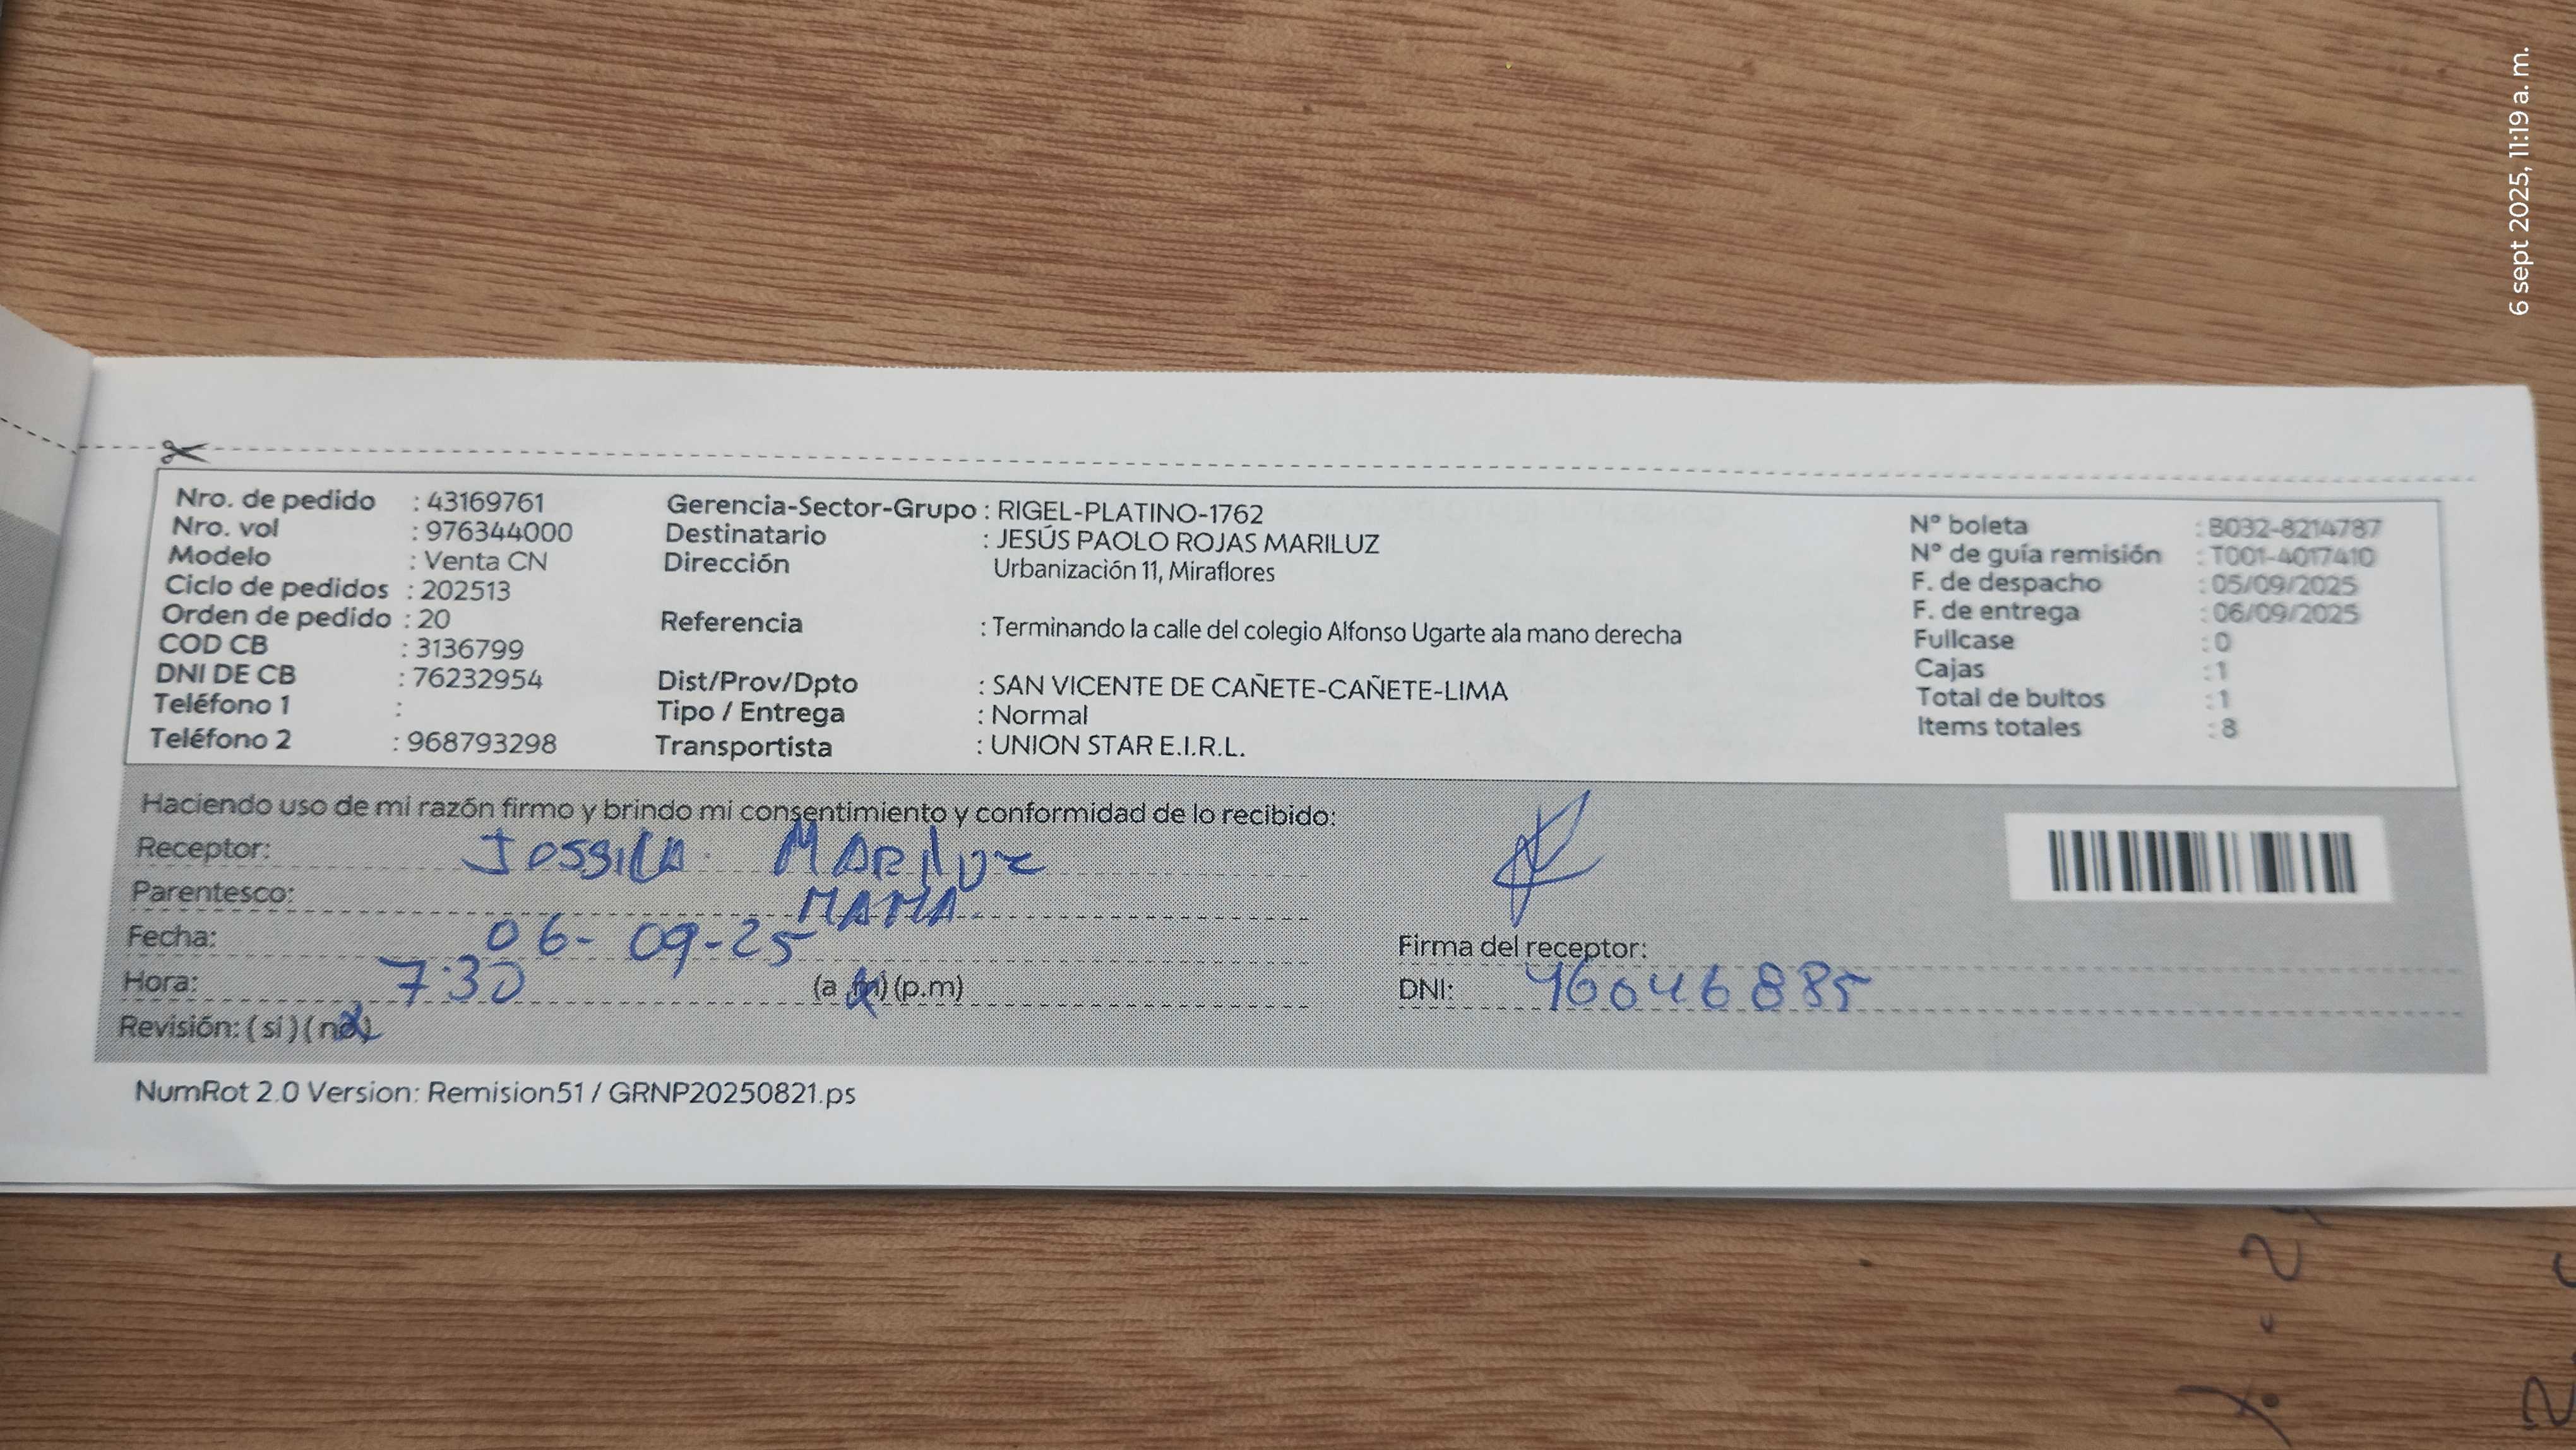 6 sept 2025, 11:19 a. m.
Nro. de pedido : 43169761
Nro. vol : 976344000
Modelo : Venta CN
Ciclo de pedidos : 202513
Orden de pedido : 20
COD CB : 3136799
DNI DE CB : 76232954
Teléfono 1 :
Teléfono 2 : 968793298
Gerencia-Sector-Grupo : RIGEL-PLATINO-1762
Destinatario : JESÚS PAOLO ROJAS MARILUZ
Dirección Urbanizaciòn 11, Miraflores
Referencia : Terminando la calle del colegio Alfonso Ugarte ala mano derecha
Dist/Prov/Dpto : SAN VICENTE DE CAÑETE-CAÑETE-LIMA
Tipo / Entrega : Normal
Transportista : UNION STAR E.I.R.L.
N° boleta : B032-8214787
N° de guía remisión : T001-4017410
F. de despacho : 05/09/2025
F. de entrega : 06/09/2025
Fullcase : 0
Cajas : 1
Total de bultos : 1
Items totales : 8
Haciendo uso de mi razón firmo y brindo mi consentimiento y conformidad de lo recibido:
Receptor: MARILUZ
Parentesco: MAMA
Fecha: 06-09-25
Hora: 7:30 (a.m) (p.m)
Revisión: (si) (no)
Firma del receptor:
DNI: 46046885
NumRot 2.0 Version: Remision51 / GRNP20250821.ps